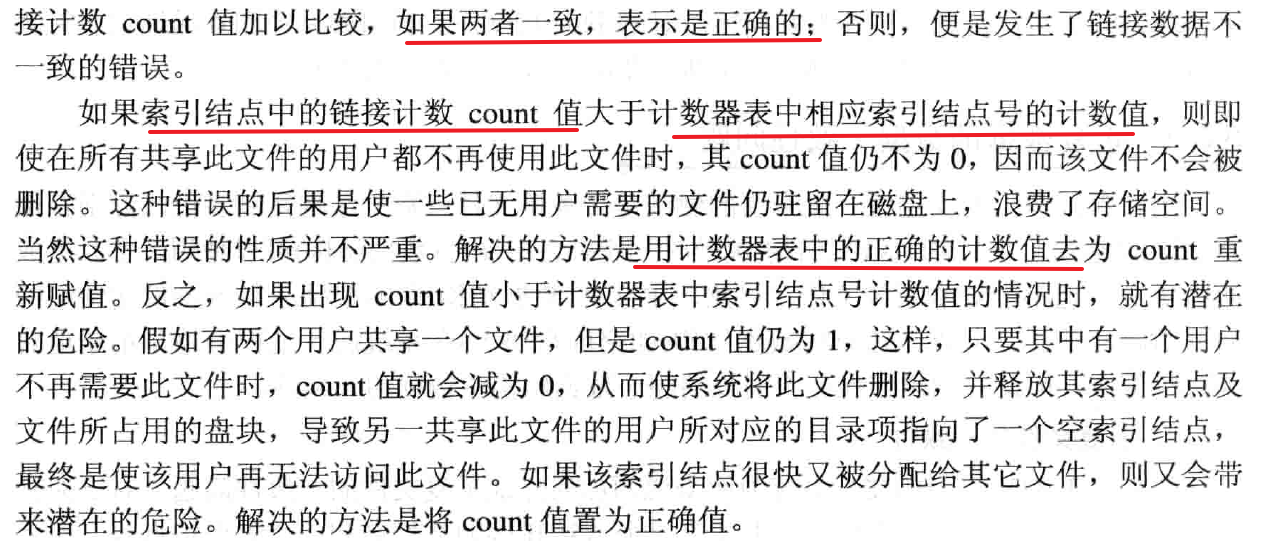 接计数 count 值加以比较，如果两者一致，表示是正确的；否则，便是发生了链接数据不
一致的错误。
如果索引结点中的链接计数 count 值大于计数器表中相应索引结点号的计数值，则即
使在所有共享此文件的用户都不再使用此文件时，其 count 值仍不为 0，因而该文件不会被
删除。这种错误的后果是使一些已无用户需要的文件仍驻留在磁盘上，浪费了存储空间。
当然这种错误的性质并不严重。解决的方法是用计数器表中的正确的计数值去为 count 重
新赋值。反之，如果出现 count 值小于计数器表中索引结点号计数值的情况时，就有潜在
的危险。假如有两个用户共享一个文件，但是 count 值仍为 1，这样，只要其中有一个用户
不再需要此文件时，count 值就会减为 0，从而使系统将此文件删除，并释放其索引结点及
文件所占用的盘块，导致另一共享此文件的用户所对应的目录项指向了一个空索引结点，
最终是使该用户再无法访问此文件。如果该索引结点很快又被分配给其它文件，则又会带
来潜在的危险。解决的方法是将 count 值置为正确值。